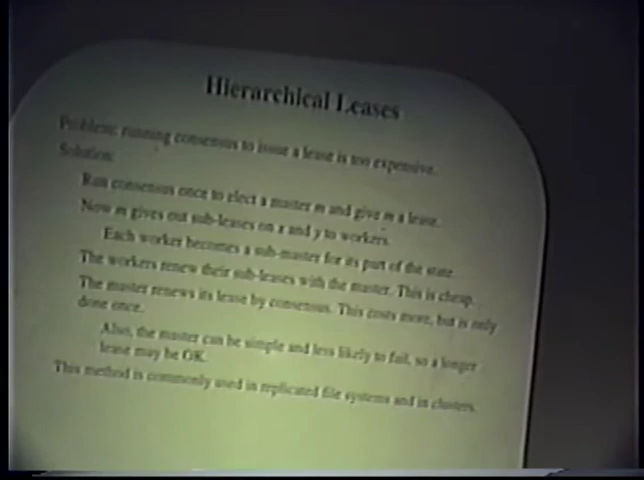 Hierarchical Leases
Problem: running consensus to issue a lease is too expensive.
Solution:
Run consensus once to elect a master m and give m a lease.
Now m gives out sub-leases on x and y to workers.
Each worker becomes a sub-master for its part of the state.
The workers renew their sub-leases with the master. This is cheap.
The master renews its lease by consensus. This costs more, but is only
done once.
Also, the master can be simple and less likely to fail, so a longer
lease may be OK.
This method is commonly used in replicated file systems and in clusters.